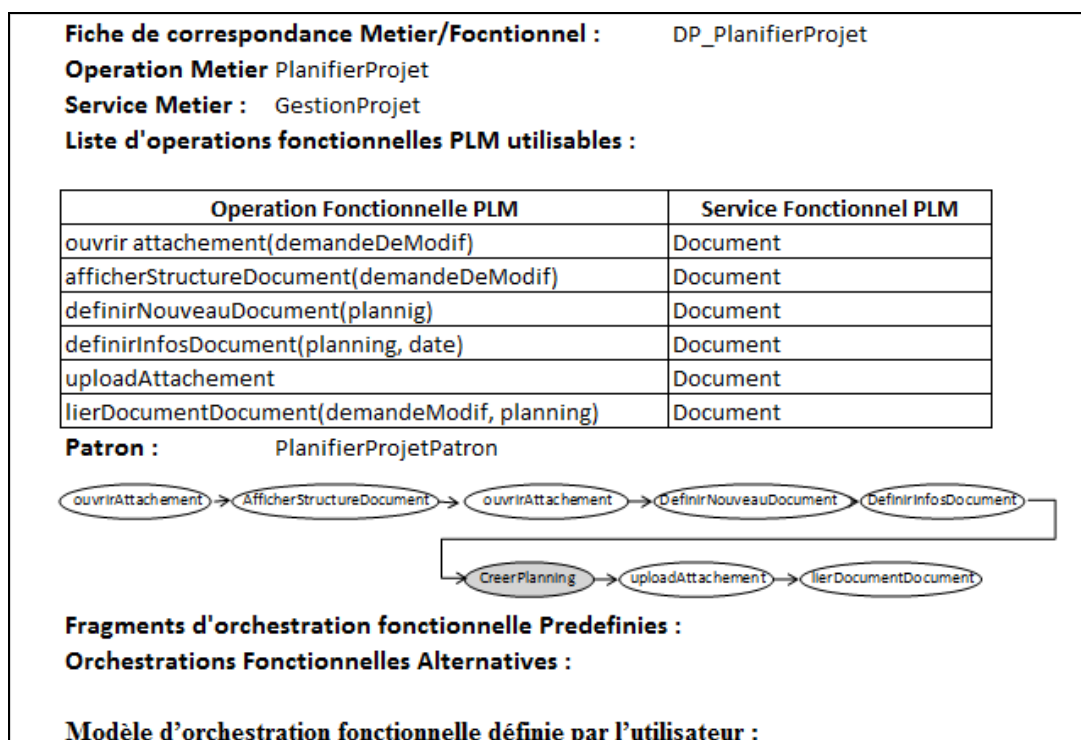 Fiche de correspondance Metier/Focntionnel : DP_PlanifierProjet
Operation Metier PlanifierProjet
Service Metier : GestionProjet
Liste d'operations fonctionnelles PLM utilisables :
Operation Fonctionnelle PLM Service Fonctionnel PLM
ouvrir attachement(demandeDeModif) Document
afficherStructureDocument(demandeDeModif) Document
definirNouveauDocument(plannig) Document
definirInfosDocument(planning, date) Document
uploadAttachement Document
lierDocumentDocument(demandeModif, planning) Document
Patron : PlanifierProjetPatron
ouvrirAttachement AfficherStructureDocument ouvrirAttachement DefinirNouveauDocument DefinirInfosDocument
CreerPlanning uploadAttachement lierDocumentDocument
Fragments d'orchestration fonctionnelle Predefinies :
Orchestrations Fonctionnelles Alternatives :
Modèle d'orchestration fonctionnelle définie par l'utilisateur :